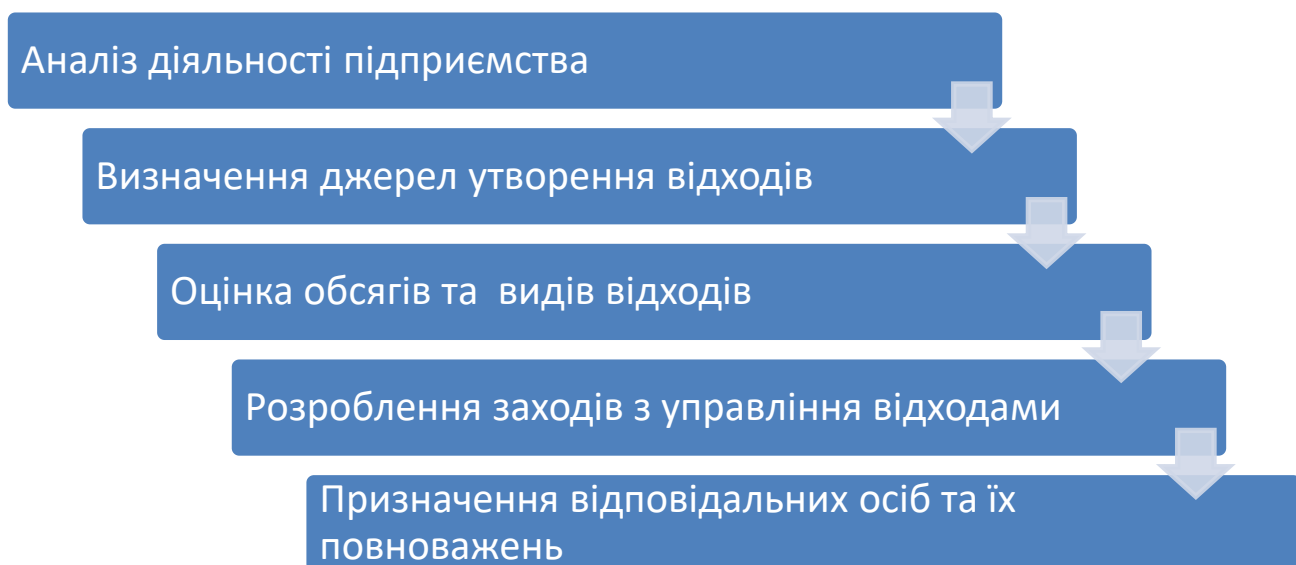 Аналіз діяльності підприємства
Визначення джерел утворення відходів
Оцінка обсягів та  видів відходів
Розроблення заходів з управління відходами
Призначення відповідальних осіб та їх
повноважень